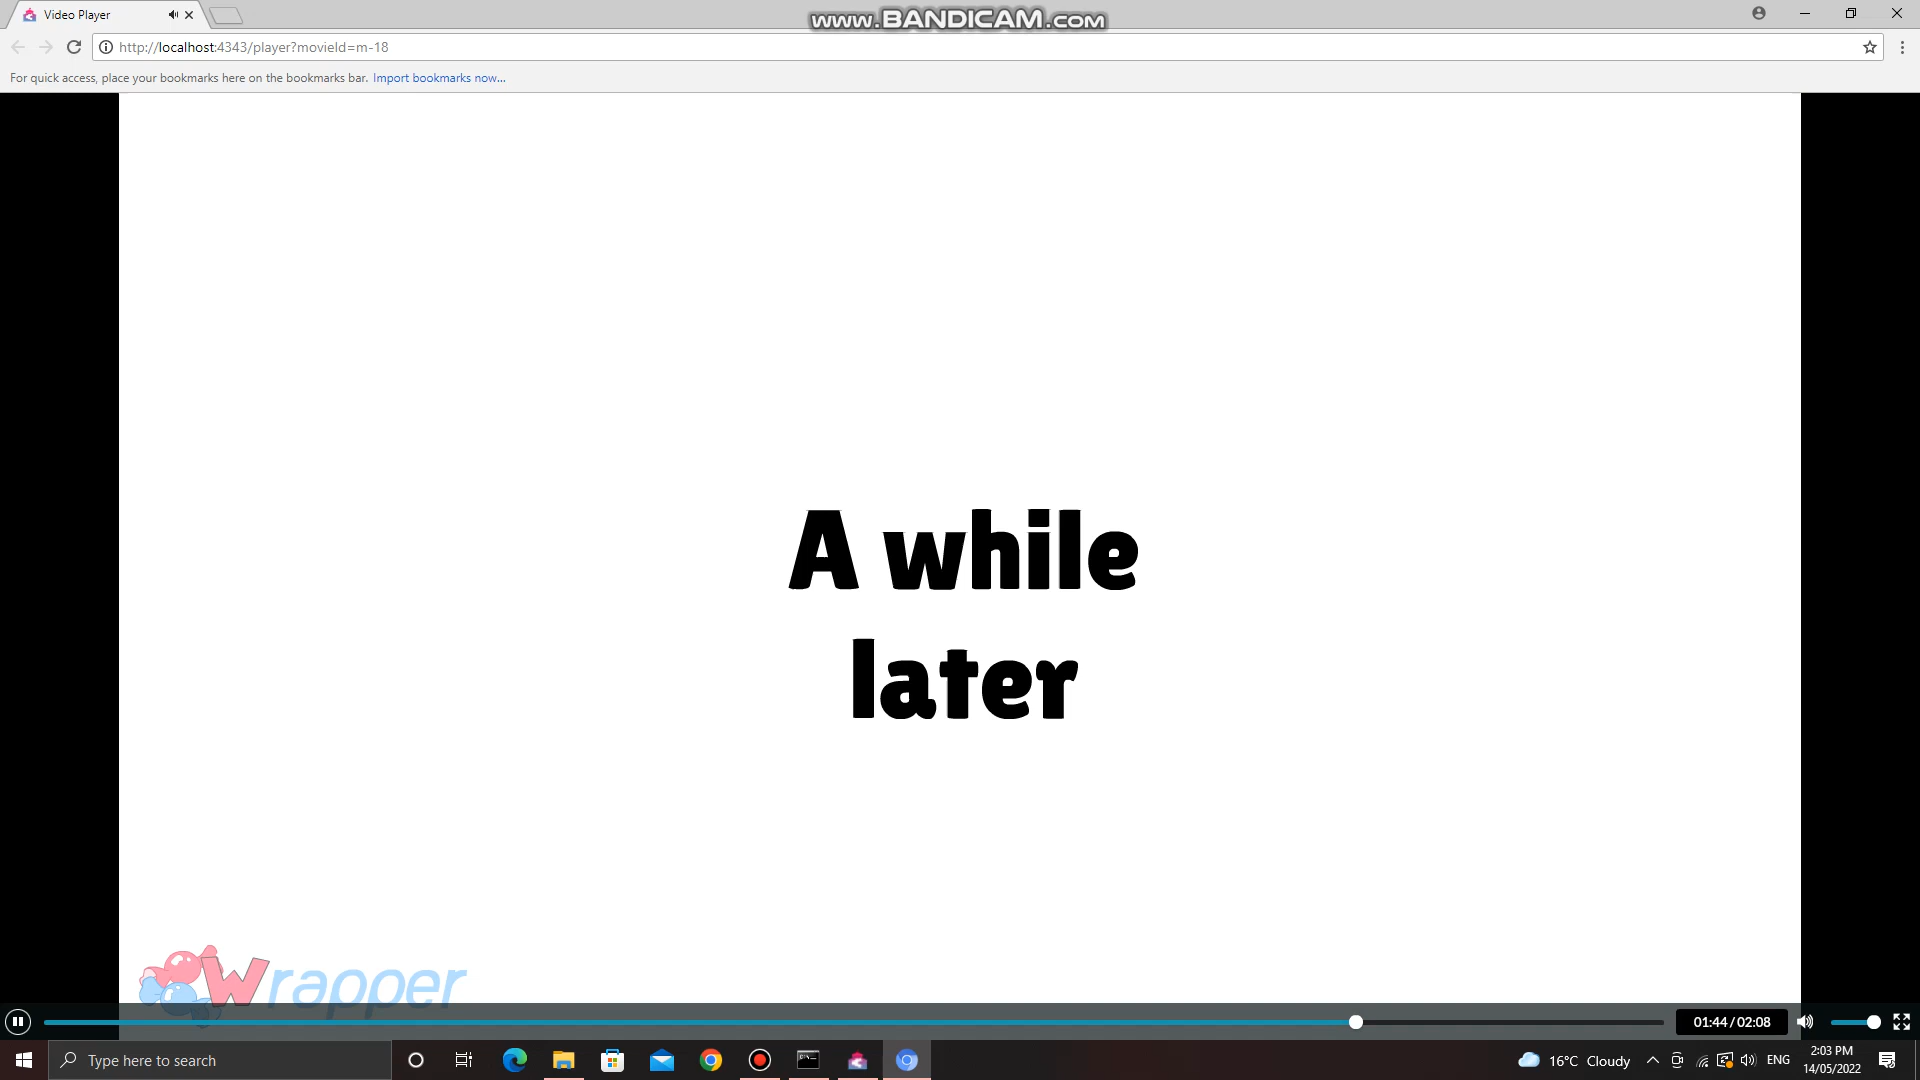 Video Player
www.BANDICAM.com
http://localhost:4343/player?movieId=m-18
For quick access, place your bookmarks here on the bookmarks bar. Import bookmarks now...
A while
later
Wrapper
01:44 / 02:08
Type here to search
16°C Cloudy
ENG
2:03 PM
14/05/2022